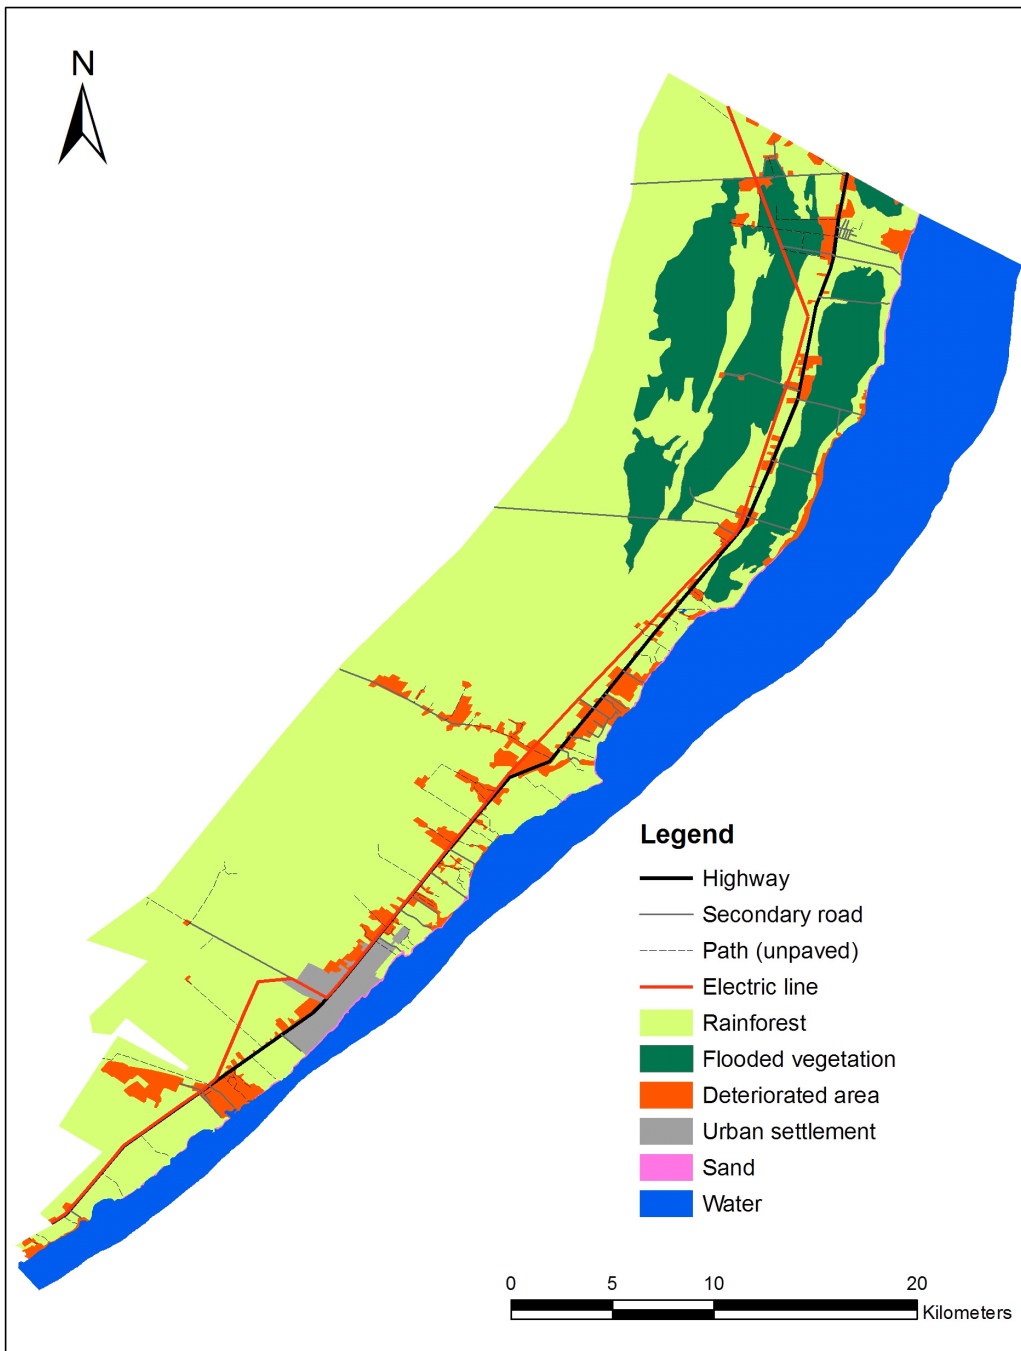 N
Legend
Highway
Secondary road
Path (unpaved)
Electric line
Rainforest
Flooded vegetation
Deteriorated area
Urban settlement
Sand
Water
0 5 10 20
Kilometers